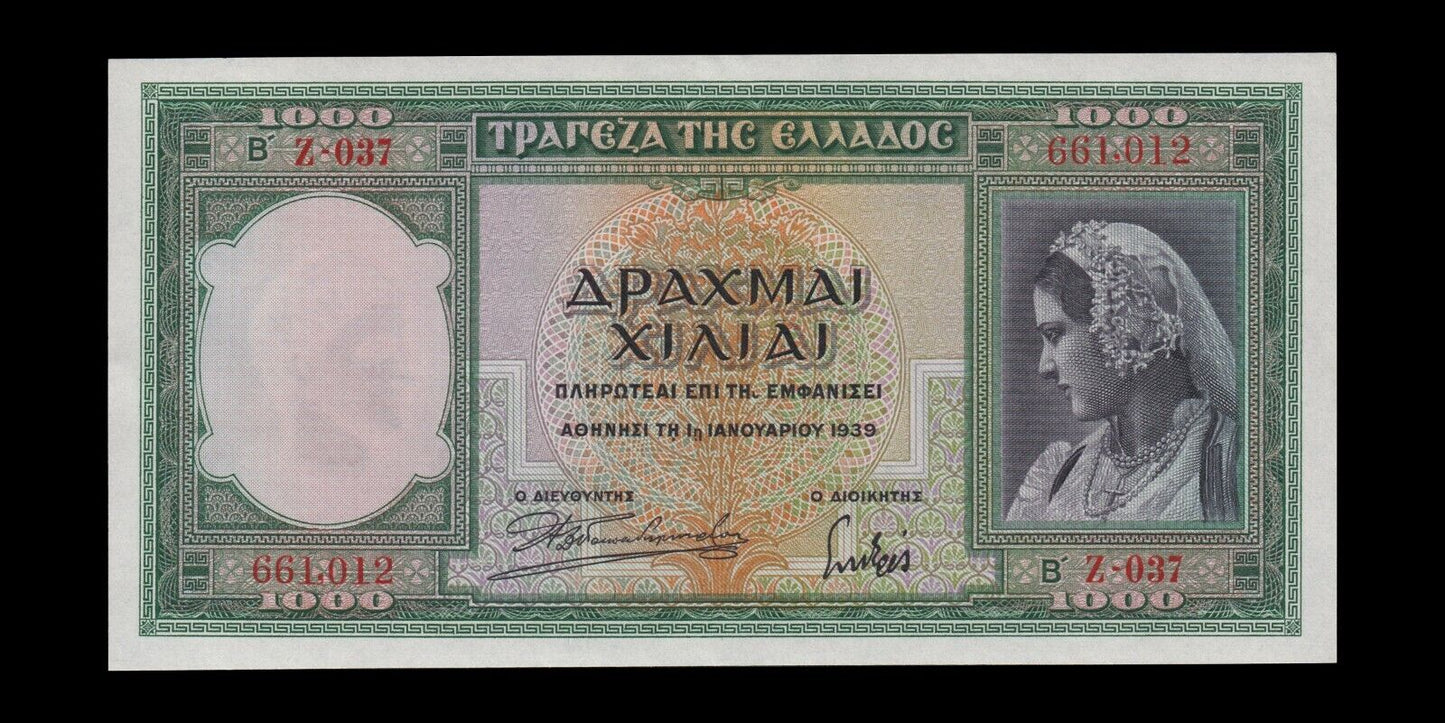 1000
ΤΡΑΠΕΖΑ ΤΗΣ ΕΛΛΑΔΟΣ
1000
Β΄ Ζ-037
661,012
ΔΡΑΧΜΑΙ
ΧΙΛΙΑΙ
ΠΛΗΡΩΤΕΑΙ ΕΠΙ ΤΗι ΕΜΦΑΝΙΣΕΙ
ΑΘΗΝΗΣΙ ΤΗ 1η ΙΑΝΟΥΑΡΙΟΥ 1939
Ο ΔΙΕΥΘΥΝΤΗΣ
Ο ΔΙΟΙΚΗΤΗΣ
661,012
Β΄ Ζ-037
1000
1000